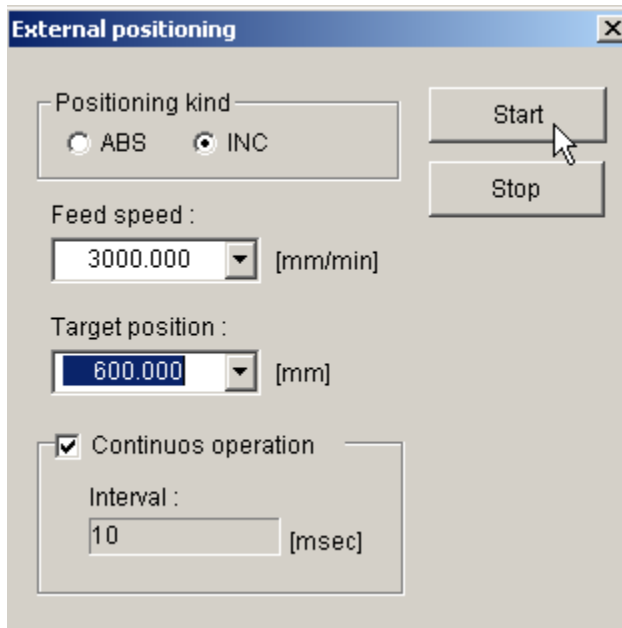 External positioning
Positioning kind
ABS INC
Start
Stop
Feed speed :
3000.000 [mm/min]
Target position :
600.000 [mm]
Continuos operation
Interval :
10 [msec]